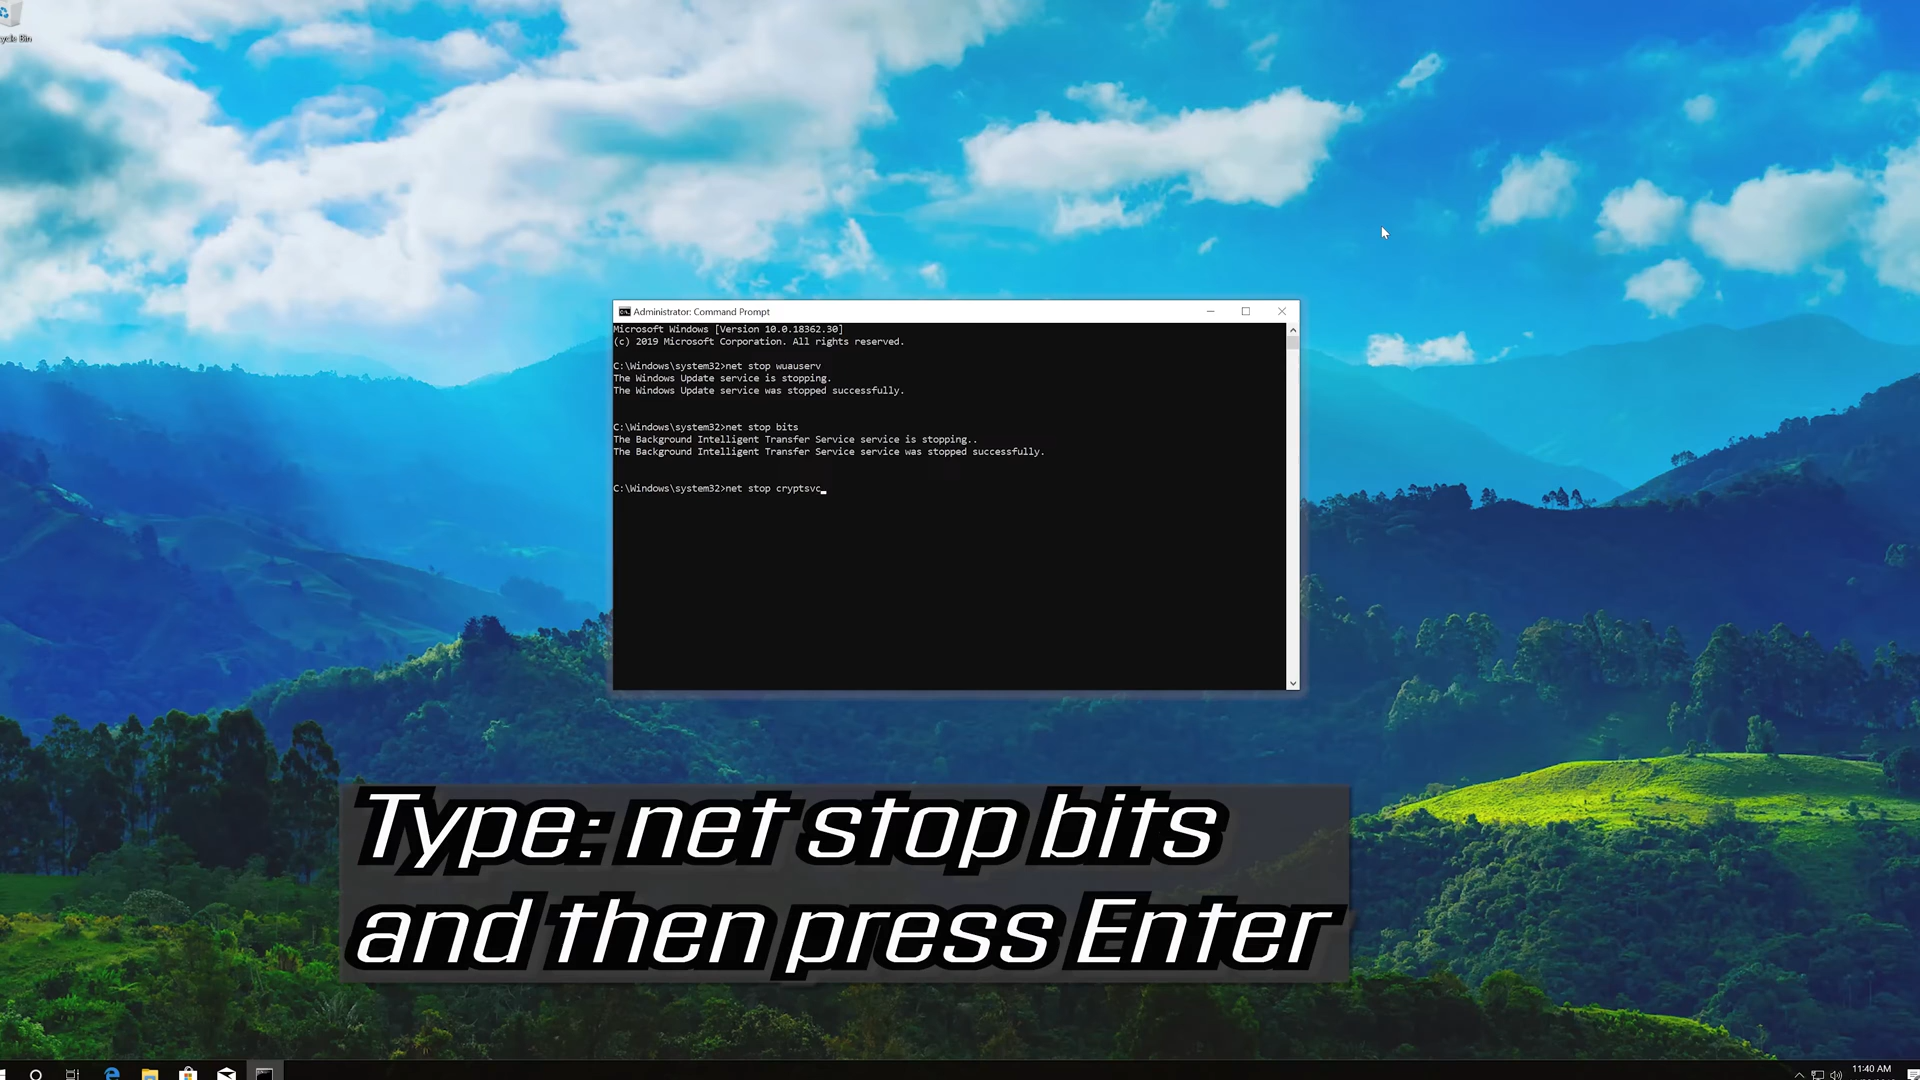 ycle Bin
Administrator: Command Prompt
Microsoft Windows [Version 10.0.18362.30]
(c) 2019 Microsoft Corporation. All rights reserved.
C:\Windows\system32>net stop wuauserv
The Windows Update service is stopping.
The Windows Update service was stopped successfully.
C:\Windows\system32>net stop bits
The Background Intelligent Transfer Service service is stopping..
The Background Intelligent Transfer Service service was stopped successfully.
C:\Windows\system32>net stop cryptsvc
Type: net stop bits
and then press Enter
11:40 AM